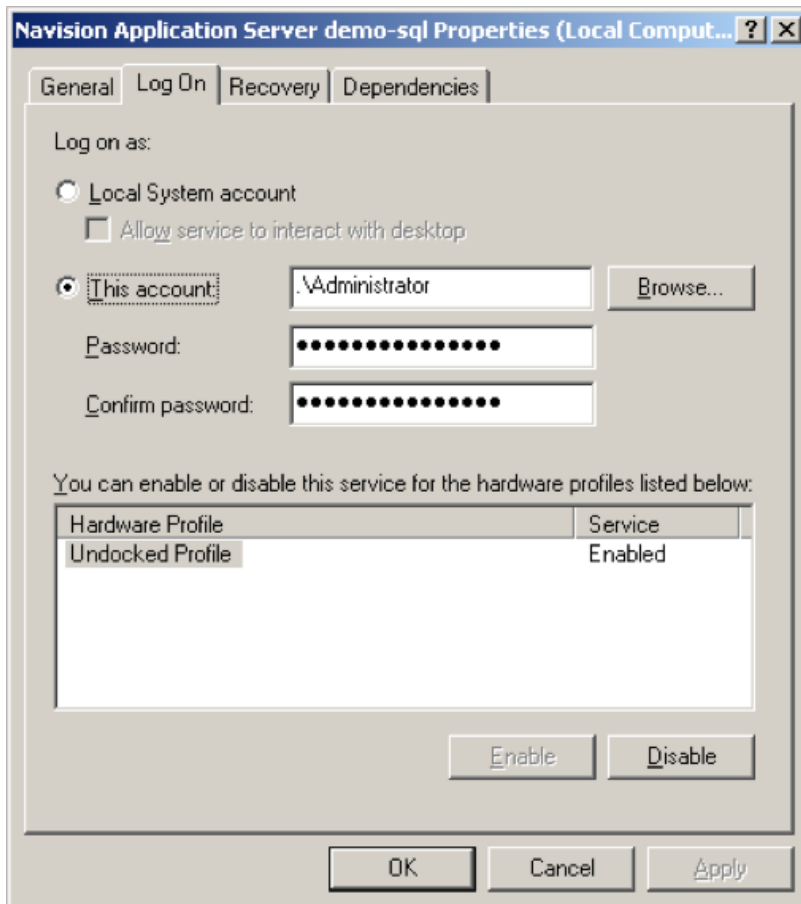 Navision Application Server demo-sql Properties (Local Comput...
General Log On Recovery Dependencies
Log on as:
Local System account
Allow service to interact with desktop
This account: .\Administrator Browse...
Password: •••••••••••••••
Confirm password: •••••••••••••••
You can enable or disable this service for the hardware profiles listed below:
Hardware Profile Service
Undocked Profile Enabled
Enable Disable
OK Cancel Apply